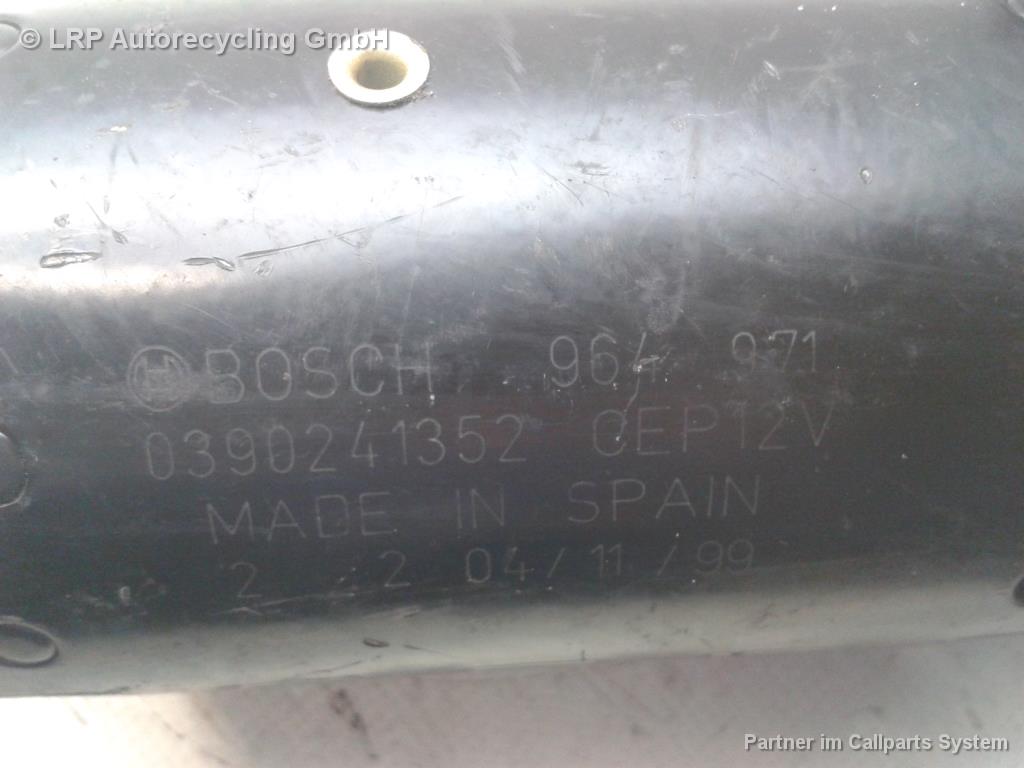 © LRP Autorecycling GmbH
BOSCH 964 971
0390241352 CEP12V
MADE IN SPAIN
2 2 04/11/99
Partner im Callparts System